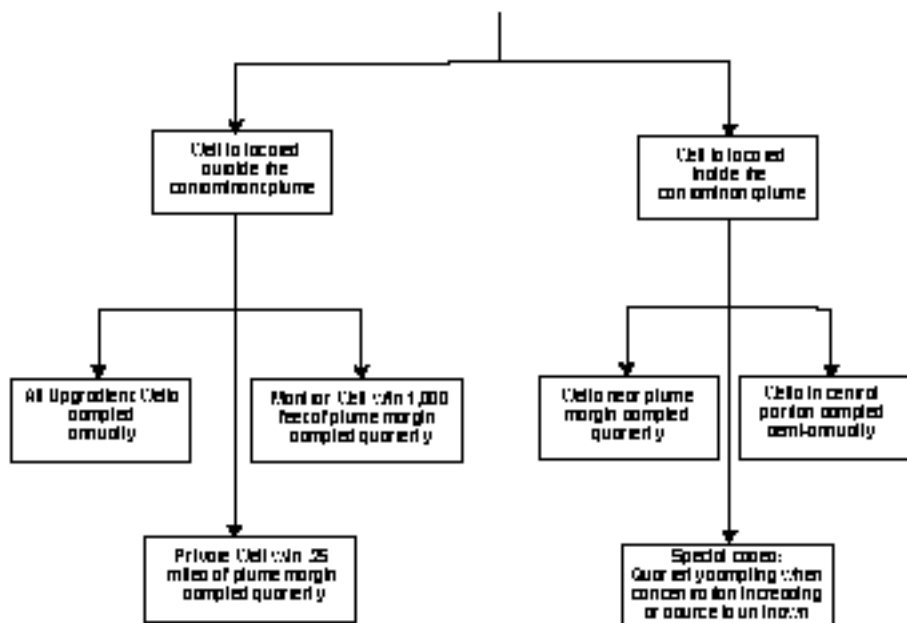 Well is located
outside the
contaminant plume
Well is located
inside the
contaminant plume
All Upgradient Wells
sampled
annually
Monitor Well w/in 1,000
feet of plume margin
sampled quarterly
Wells near plume
margin sampled
quarterly
Wells in central
portion sampled
semi-annually
Private Well w/in .25
miles of plume margin
sampled quarterly
Special cases:
Quarterly sampling when
concentration increasing
or source is unknown